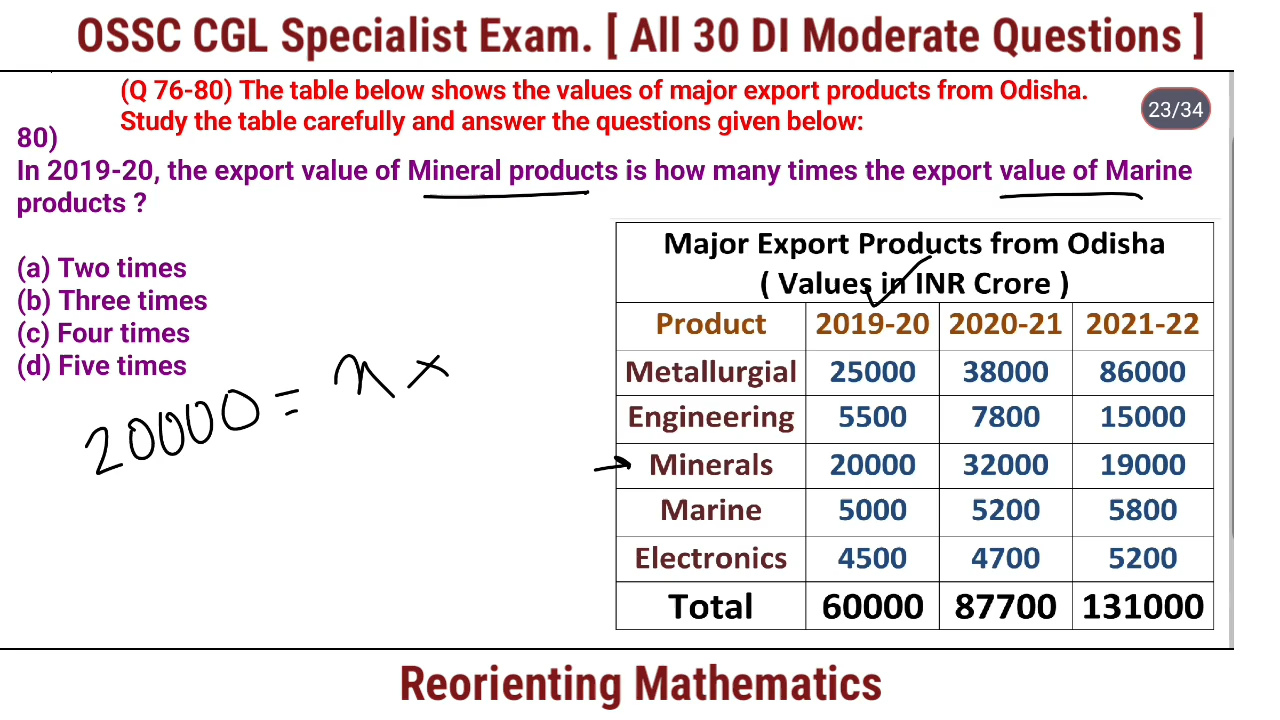 OSSC CGL Specialist Exam. [ All 30 DI Moderate Questions ]
(Q 76-80) The table below shows the values of major export products from Odisha.
Study the table carefully and answer the questions given below:
23/34
80)
In 2019-20, the export value of Mineral products is how many times the export value of Marine
products ?
(a) Two times
(b) Three times
(c) Four times
(d) Five times
20000 = n ×
Major Export Products from Odisha
( Values in INR Crore )
Product 2019-20 2020-21 2021-22
Metallurgial 25000 38000 86000
Engineering 5500 7800 15000
Minerals 20000 32000 19000
Marine 5000 5200 5800
Electronics 4500 4700 5200
Total 60000 87700 131000
Reorienting Mathematics